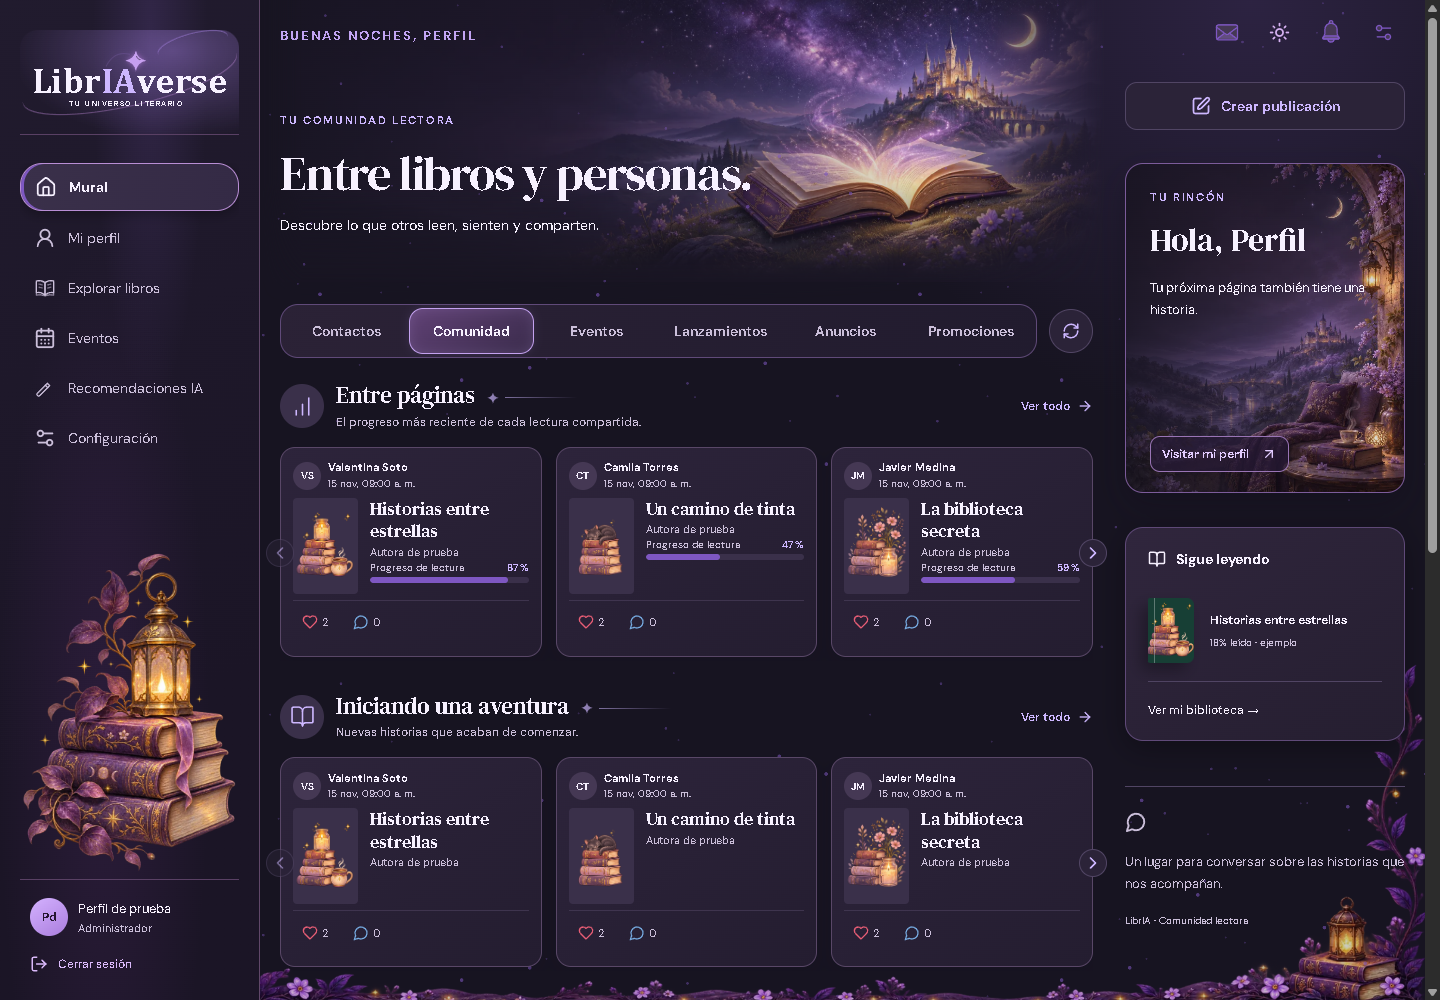 LibrIAverse
TU UNIVERSO LITERARIO
Mural
Mi perfil
Explorar libros
Eventos
Recomendaciones IA
Configuración
Pd
Perfil de prueba
Administrador
Cerrar sesión
BUENAS NOCHES, PERFIL
TU COMUNIDAD LECTORA
Entre libros y personas.
Descubre lo que otros leen, sienten y comparten.
Contactos
Comunidad
Eventos
Lanzamientos
Anuncios
Promociones
Entre páginas
El progreso más reciente de cada lectura compartida.
Ver todo
VS
Valentina Soto
15 nov, 09:00 a. m.
Historias entre
estrellas
Autora de prueba
Progreso de lectura 87 %
2 0
CT
Camila Torres
15 nov, 09:00 a. m.
Un camino de tinta
Autora de prueba
Progreso de lectura 47 %
2 0
JM
Javier Medina
15 nov, 09:00 a. m.
La biblioteca
secreta
Autora de prueba
Progreso de lectura 59 %
2 0
Iniciando una aventura
Nuevas historias que acaban de comenzar.
Ver todo
VS
Valentina Soto
15 nov, 09:00 a. m.
Historias entre
estrellas
Autora de prueba
2 0
CT
Camila Torres
15 nov, 09:00 a. m.
Un camino de tinta
Autora de prueba
2 0
JM
Javier Medina
15 nov, 09:00 a. m.
La biblioteca
secreta
Autora de prueba
2 0
Crear publicación
TU RINCÓN
Hola, Perfil
Tu próxima página también tiene una
historia.
Visitar mi perfil
Sigue leyendo
Historias entre estrellas
18% leído · ejemplo
Ver mi biblioteca →
Un lugar para conversar sobre las historias que
nos acompañan.
LibrIA · Comunidad lectora